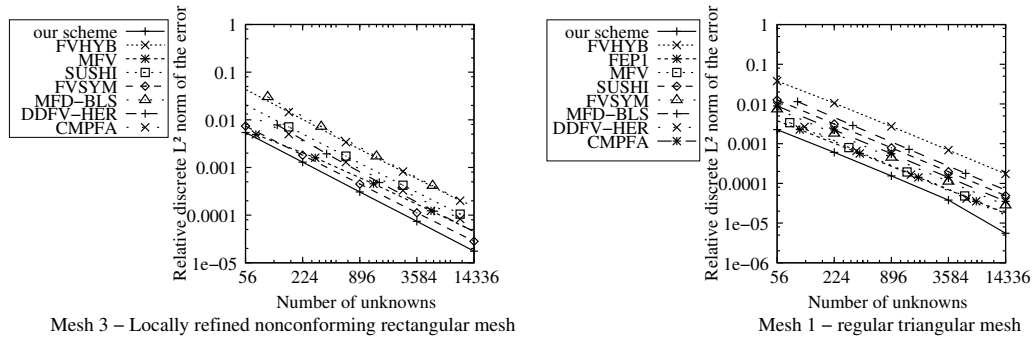 our scheme
FVHYB
MFV
SUSHI
FVSYM
MFD−BLS
DDFV−HER
CMPFA
Relative discrete L² norm of the error
1
0.1
0.01
0.001
0.0001
1e−05
56 224 896 3584 14336
Number of unknowns
Mesh 3 − Locally refined nonconforming rectangular mesh
our scheme
FVHYB
FEP1
MFV
SUSHI
FVSYM
MFD−BLS
DDFV−HER
CMPFA
Relative discrete L² norm of the error
1
0.1
0.01
0.001
0.0001
1e−05
1e−06
56 224 896 3584 14336
Number of unknowns
Mesh 1 − regular triangular mesh